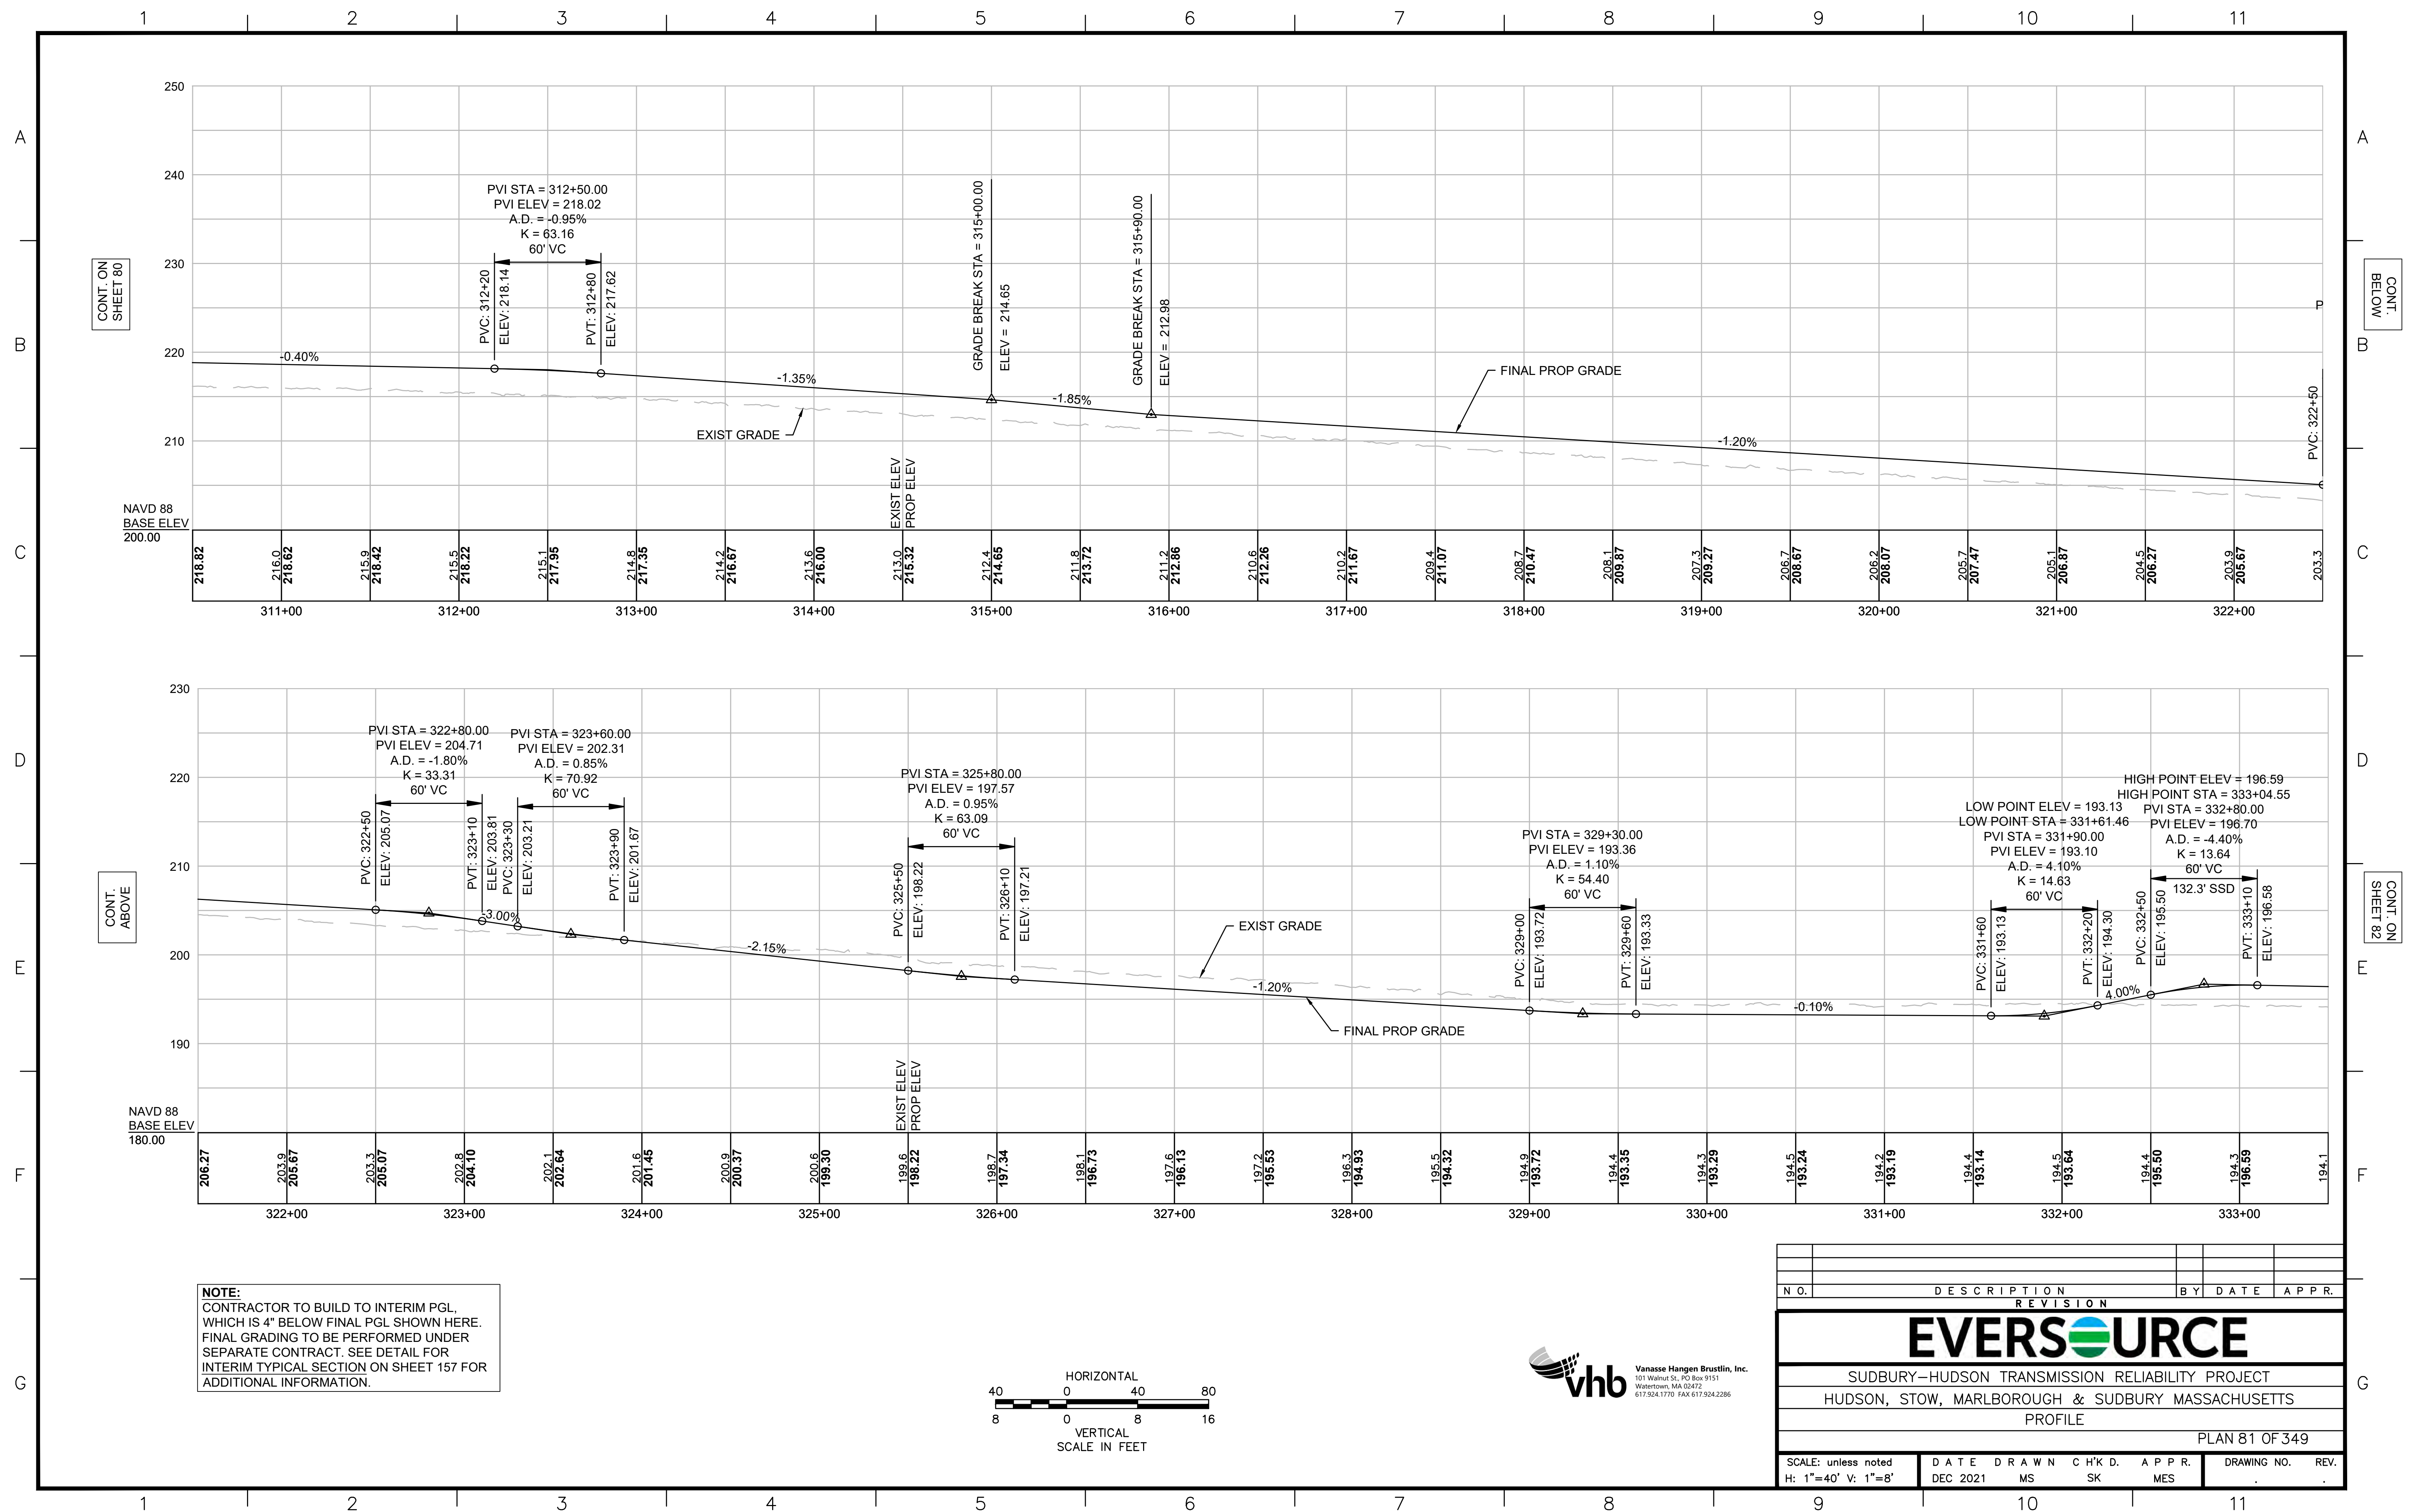 1 2 3 4 5 6 7 8 9 10 11
A
B
C
D
E
F
G
A
B
C
D
E
F
G
CONT. ON
SHEET 80
CONT.
BELOW
250
240
230
220
210
NAVD 88
BASE ELEV
200.00
PVI STA = 312+50.00
PVI ELEV = 218.02
A.D. = -0.95%
K = 63.16
60' VC
PVC: 312+20
ELEV: 218.14
PVT: 312+80
ELEV: 217.62
GRADE BREAK STA = 315+00.00
ELEV = 214.65
GRADE BREAK STA = 315+90.00
ELEV = 212.98
P
PVC: 322+50
-0.40%
-1.35%
-1.85%
-1.20%
FINAL PROP GRADE
EXIST GRADE
EXIST ELEV
PROP ELEV
218.82
216.0
218.62
215.9
218.42
215.5
218.22
215.1
217.95
214.8
217.35
214.2
216.67
213.6
216.00
213.0
215.32
212.4
214.65
211.8
213.72
211.2
212.86
210.6
212.26
210.2
211.67
209.4
211.07
208.7
210.47
208.1
209.87
207.3
209.27
206.7
208.67
206.2
208.07
205.7
207.47
205.1
206.87
204.5
206.27
203.9
205.67
203.3
311+00 312+00 313+00 314+00 315+00 316+00 317+00 318+00 319+00 320+00 321+00 322+00
CONT.
ABOVE
CONT. ON
SHEET 82
230
220
210
200
190
NAVD 88
BASE ELEV
180.00
PVI STA = 322+80.00
PVI ELEV = 204.71
A.D. = -1.80%
K = 33.31
60' VC
PVC: 322+50
ELEV: 205.07
PVT: 323+10
ELEV: 203.81
PVI STA = 323+60.00
PVI ELEV = 202.31
A.D. = 0.85%
K = 70.92
60' VC
PVC: 323+30
ELEV: 203.21
PVT: 323+90
ELEV: 201.67
PVI STA = 325+80.00
PVI ELEV = 197.57
A.D. = 0.95%
K = 63.09
60' VC
PVC: 325+50
ELEV: 198.22
PVT: 326+10
ELEV: 197.21
PVI STA = 329+30.00
PVI ELEV = 193.36
A.D. = 1.10%
K = 54.40
60' VC
PVC: 329+00
ELEV: 193.72
PVT: 329+60
ELEV: 193.33
LOW POINT ELEV = 193.13
LOW POINT STA = 331+61.46
PVI STA = 331+90.00
PVI ELEV = 193.10
A.D. = 4.10%
K = 14.63
60' VC
PVC: 331+60
ELEV: 193.13
PVT: 332+20
ELEV: 194.30
HIGH POINT ELEV = 196.59
HIGH POINT STA = 333+04.55
PVI STA = 332+80.00
PVI ELEV = 196.70
A.D. = -4.40%
K = 13.64
60' VC
132.3' SSD
PVC: 332+50
ELEV: 195.50
PVT: 333+10
ELEV: 196.58
-3.00%
-2.15%
-1.20%
-0.10%
4.00%
EXIST GRADE
FINAL PROP GRADE
EXIST ELEV
PROP ELEV
206.27
203.9
205.67
203.3
205.07
202.8
204.10
202.1
202.64
201.6
201.45
200.9
200.37
200.6
199.30
199.6
198.22
198.7
197.34
198.1
196.73
197.6
196.13
197.2
195.53
196.3
194.93
195.5
194.32
194.9
193.72
194.4
193.35
194.3
193.29
194.5
193.24
194.2
193.19
194.4
193.14
194.5
193.64
194.4
195.50
194.3
196.59
194.1
322+00 323+00 324+00 325+00 326+00 327+00 328+00 329+00 330+00 331+00 332+00 333+00
NOTE:
CONTRACTOR TO BUILD TO INTERIM PGL,
WHICH IS 4" BELOW FINAL PGL SHOWN HERE.
FINAL GRADING TO BE PERFORMED UNDER
SEPARATE CONTRACT. SEE DETAIL FOR
INTERIM TYPICAL SECTION ON SHEET 157 FOR
ADDITIONAL INFORMATION.
HORIZONTAL
40 0 40 80
8 0 8 16
VERTICAL
SCALE IN FEET
vhb
Vanasse Hangen Brustlin, Inc.
101 Walnut St., PO Box 9151
Watertown, MA 02472
617.924.1770 FAX 617.924.2286
NO. DESCRIPTION BY DATE APPR.
REVISION
EVERSOURCE
SUDBURY-HUDSON TRANSMISSION RELIABILITY PROJECT
HUDSON, STOW, MARLBOROUGH & SUDBURY MASSACHUSETTS
PROFILE
PLAN 81 OF 349
SCALE: unless noted DATE DRAWN CH'K D. APPR. DRAWING NO. REV.
H: 1"=40' V: 1"=8' DEC 2021 MS SK MES . .
1 2 3 4 5 6 7 8 9 10 11